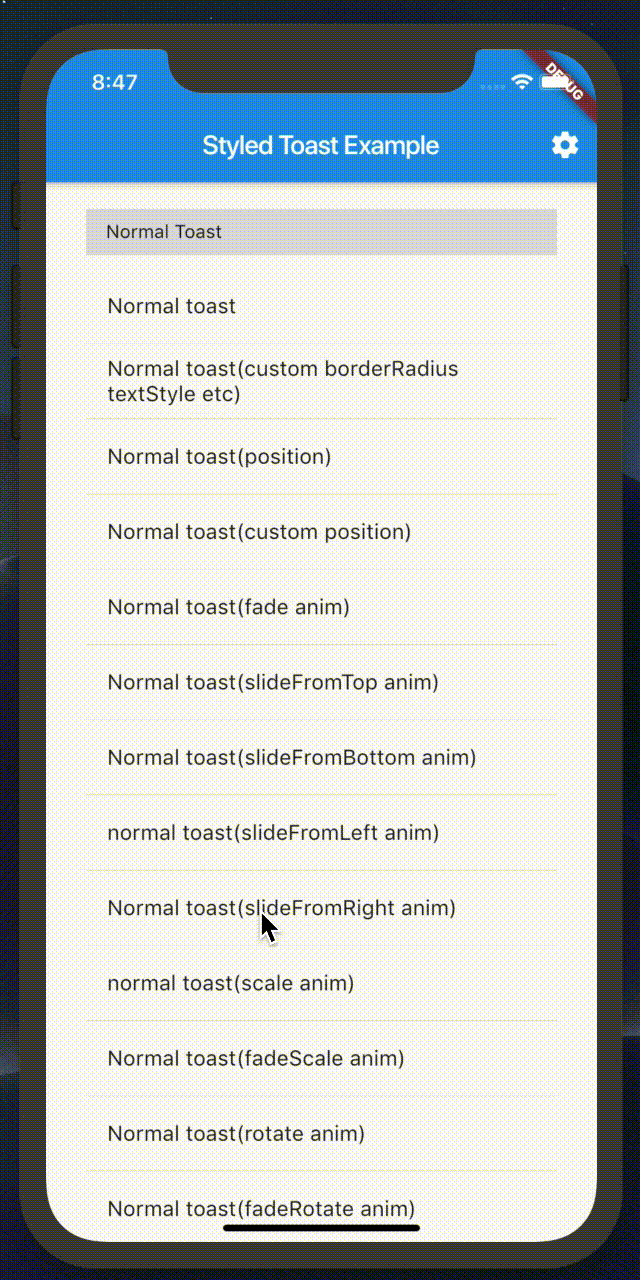 8:47
DEBUG
Styled Toast Example
Normal Toast
Normal toast
Normal toast(custom borderRadius
textStyle etc)
Normal toast(position)
Normal toast(custom position)
Normal toast(fade anim)
Normal toast(slideFromTop anim)
Normal toast(slideFromBottom anim)
normal toast(slideFromLeft anim)
Normal toast(slideFromRight anim)
normal toast(scale anim)
Normal toast(fadeScale anim)
Normal toast(rotate anim)
Normal toast(fadeRotate anim)